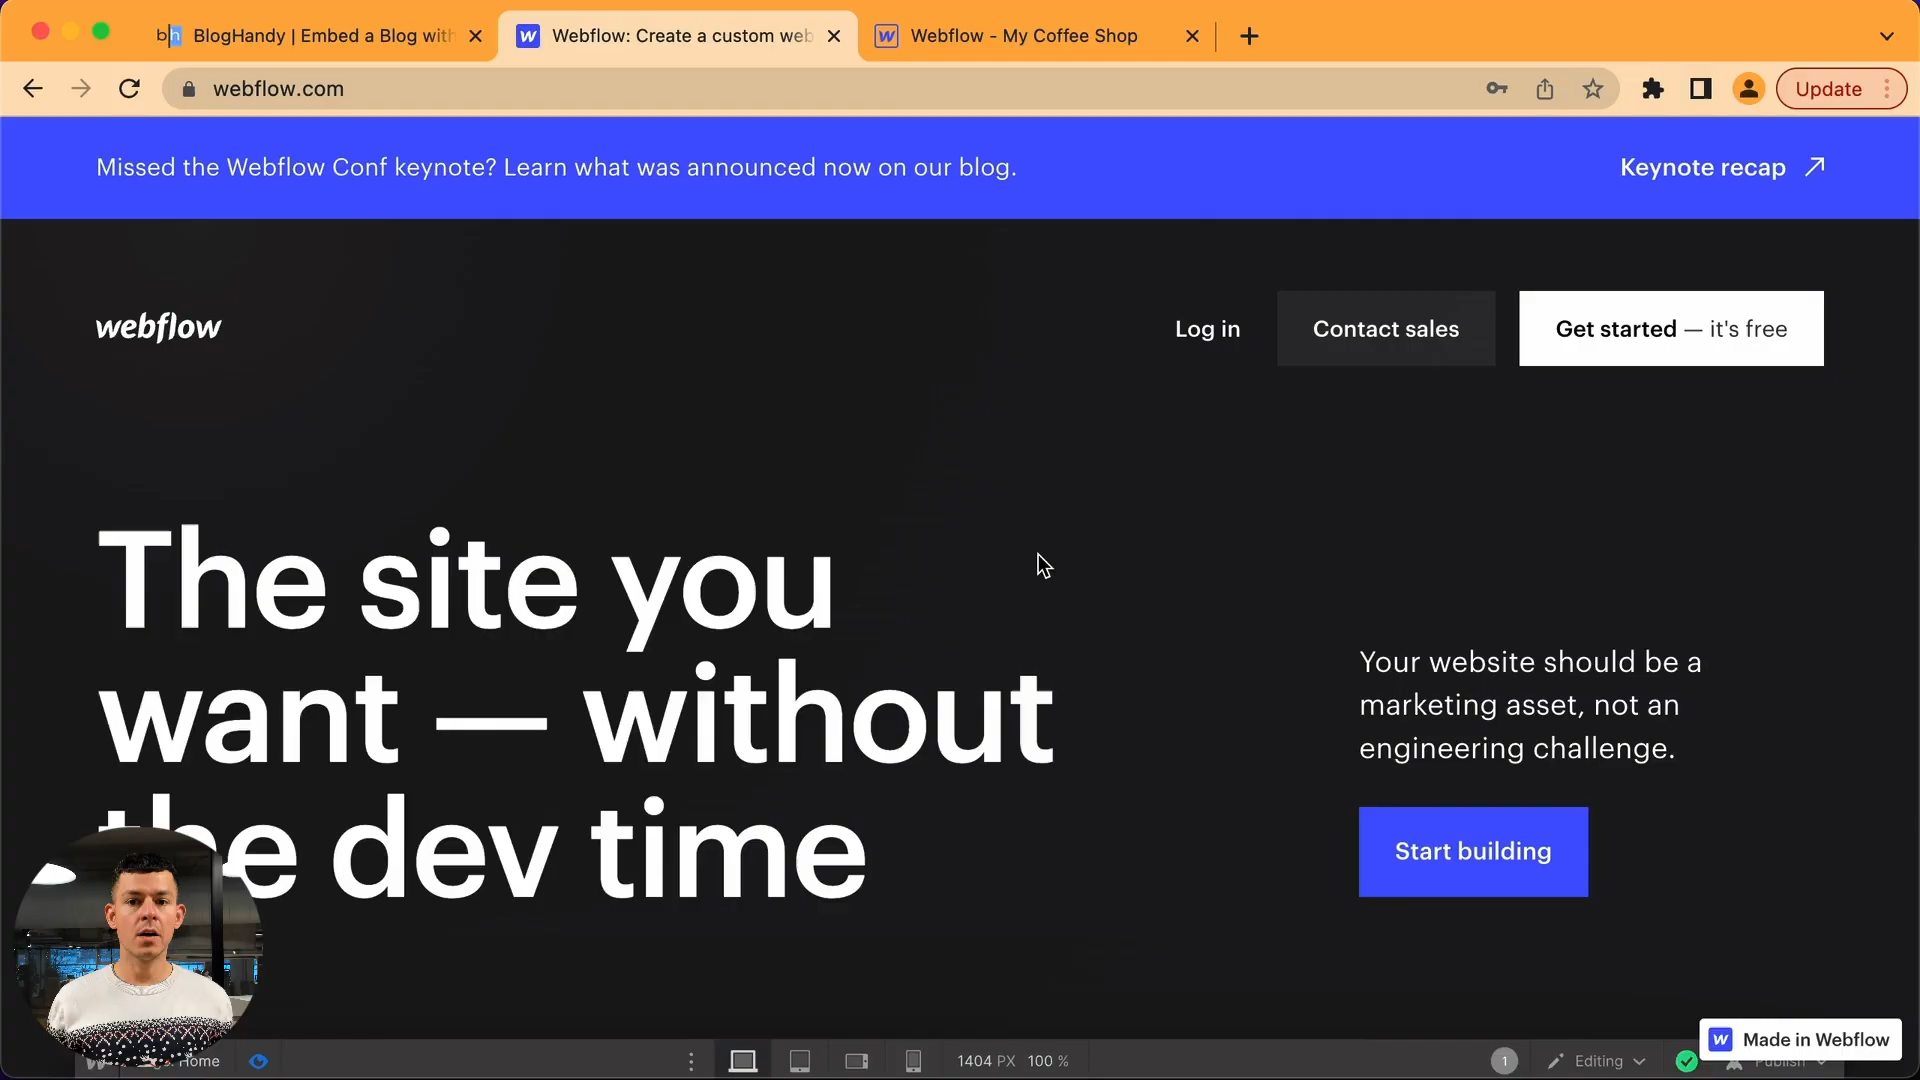 BlogHandy | Embed a Blog with
Webflow: Create a custom web
Webflow - My Coffee Shop
webflow.com
Update
Missed the Webflow Conf keynote? Learn what was announced now on our blog.
Keynote recap
webflow
Log in
Contact sales
Get started — it's free
The site you
want — without
the dev time
Your website should be a
marketing asset, not an
engineering challenge.
Start building
Made in Webflow
Home
1404 PX 100 %
1
Editing
Publish